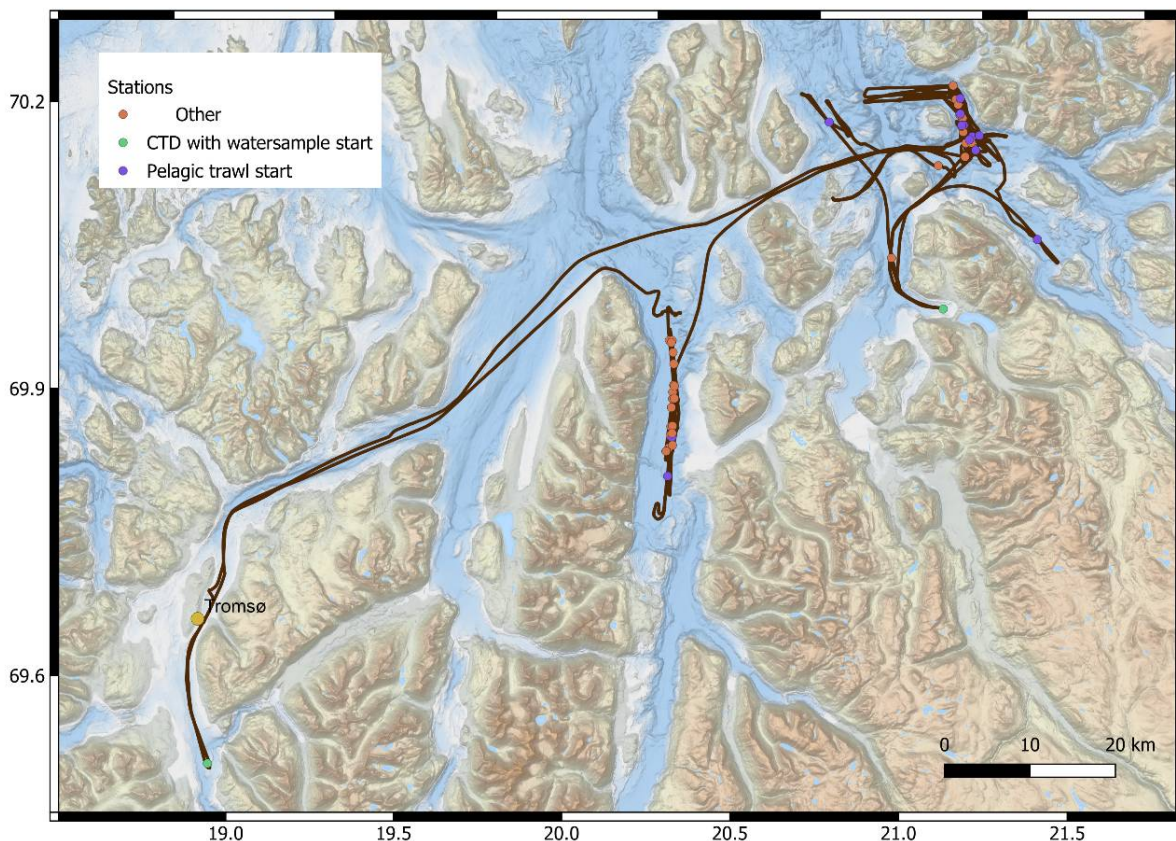 Stations
Other
CTD with watersample start
Pelagic trawl start
70.2
69.9
69.6
Tromsø
0 10 20 km
19.0 19.5 20.0 20.5 21.0 21.5